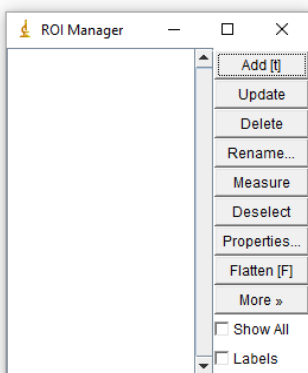 ROI Manager
Add [t]
Update
Delete
Rename...
Measure
Deselect
Properties...
Flatten [F]
More »
Show All
Labels